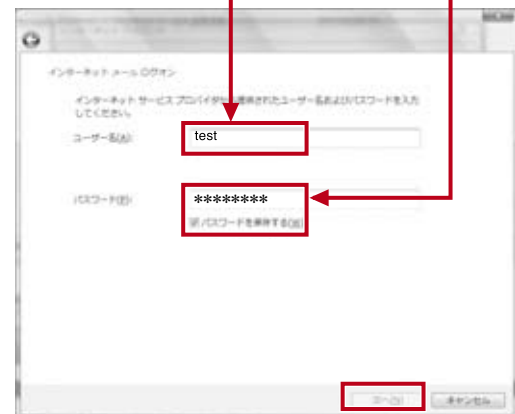 インターネット メール ログオン
インターネット サービス プロバイダから提供されたユーザー名およびパスワードを入力
してください。
ユーザー名(A):
test
パスワード(P):
********
パスワードを保存する(W)
次へ(N)
キャンセル